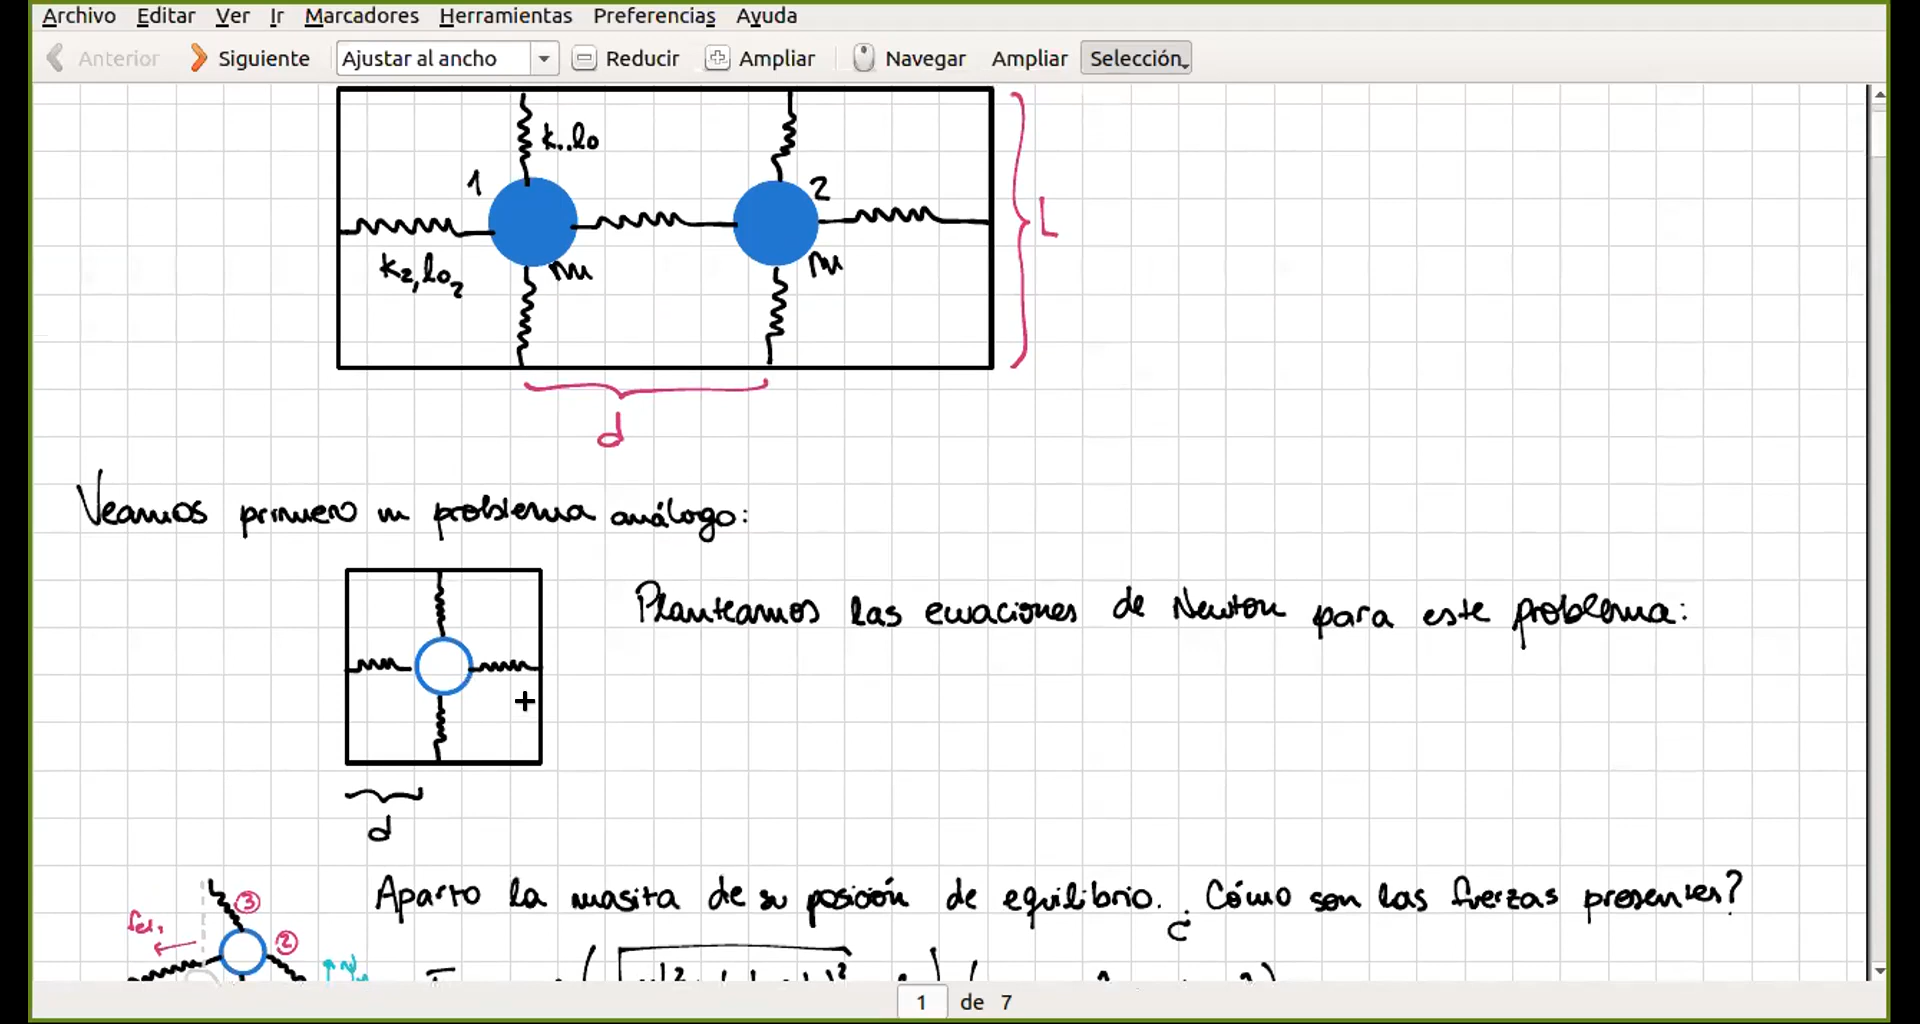 Archivo Editar Ver Ir Marcadores Herramientas Preferencias Ayuda
Anterior Siguiente Ajustar al ancho Reducir Ampliar Navegar Ampliar Selección
k₁,lo
1
2
L
k₂,lo₂
m
m
d
Veamos primero un problema análogo:
Planteamos las ecuaciones de Newton para este problema:
d
Aparto la masita de su posición de equilibrio. ¿Cómo son las fuerzas presentes?
③
②
1 de 7